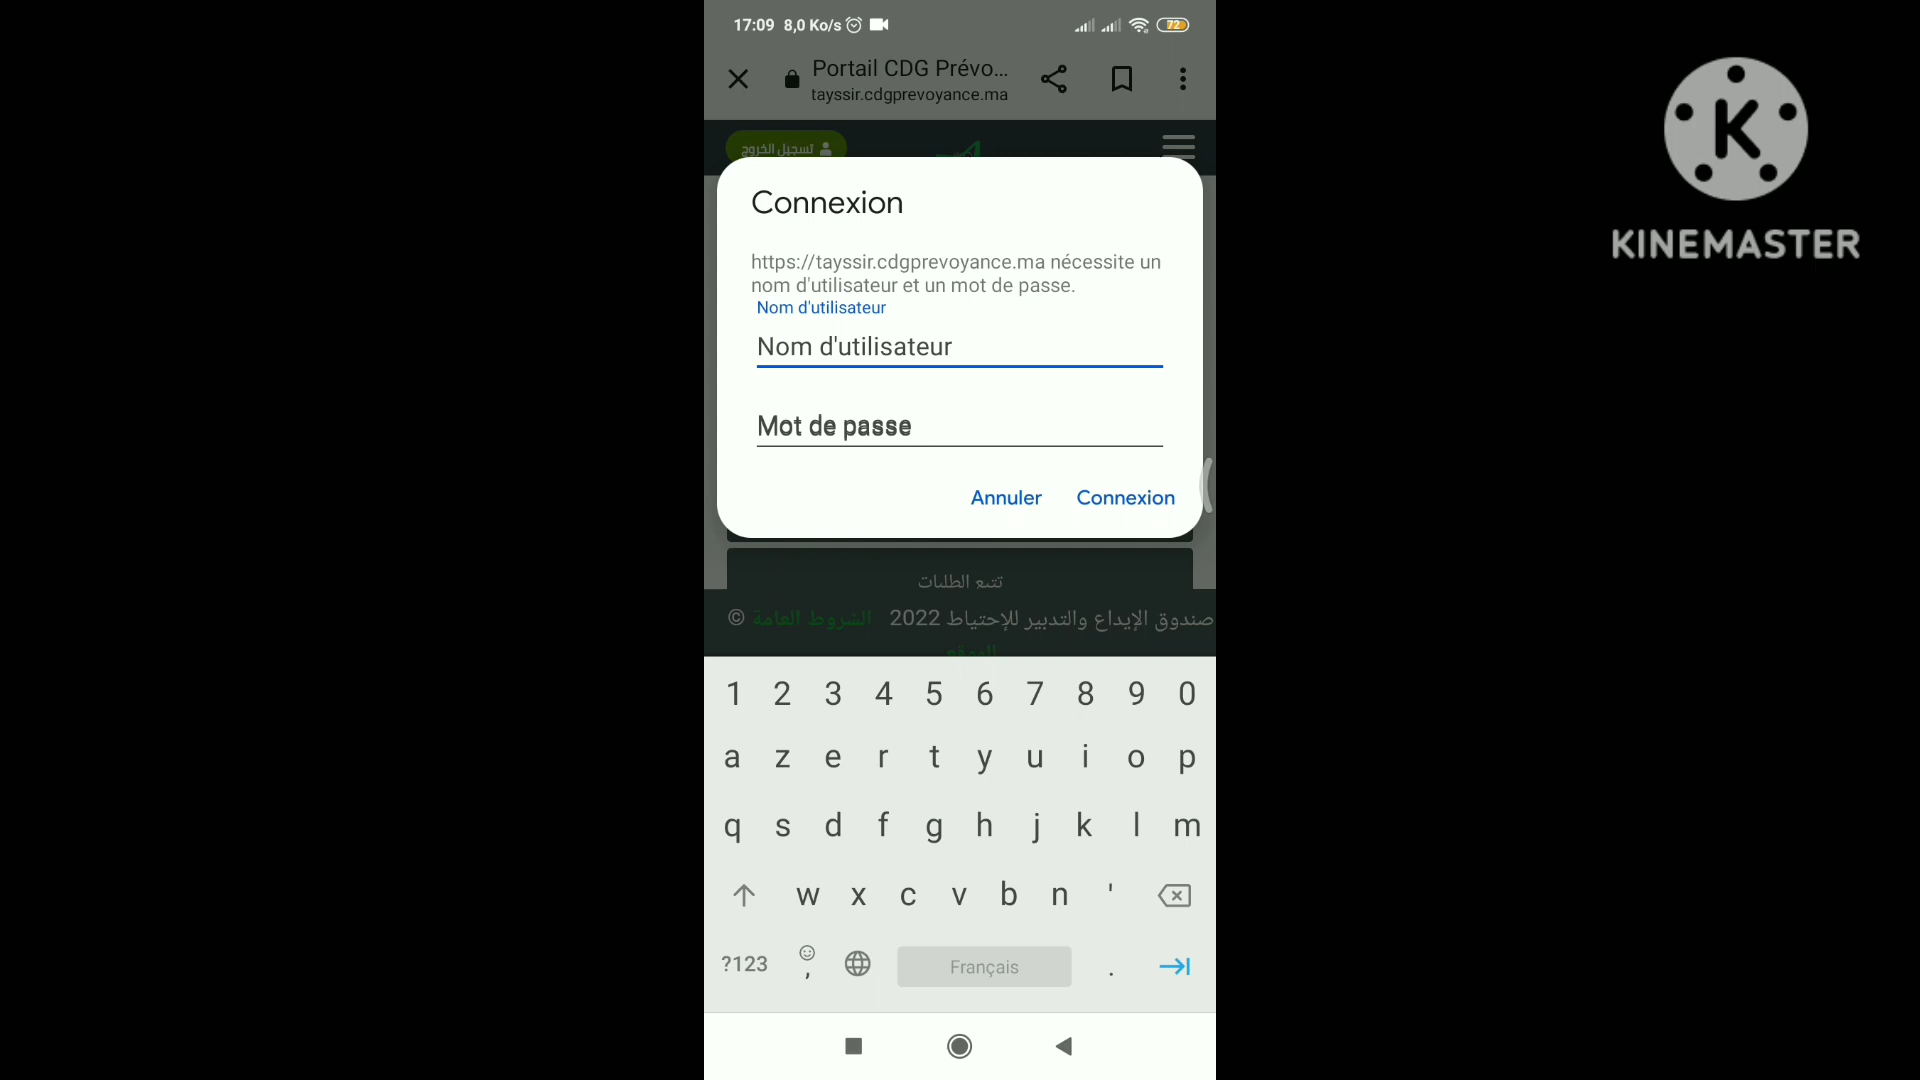 17:09 8,0 Ko/s 72
Portail CDG Prévo...
tayssir.cdgprevoyance.ma
تسجيل الخروج
Connexion
https://tayssir.cdgprevoyance.ma nécessite un
nom d'utilisateur et un mot de passe.
Nom d'utilisateur
Nom d'utilisateur
Mot de passe
Annuler Connexion
تتبع الطلبات
صندوق الإيداع والتدبير للإحتياط 2022 الشروط العامة ©
الموقع
1 2 3 4 5 6 7 8 9 0
a z e r t y u i o p
q s d f g h j k l m
w x c v b n '
?123 , Français .
K
KINEMASTER